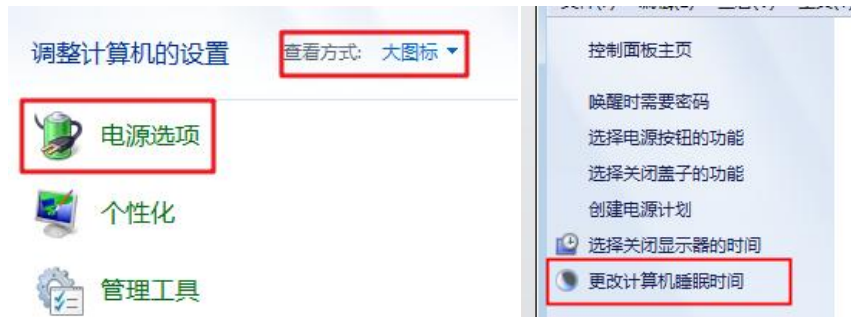 调整计算机的设置
查看方式: 大图标
电源选项
个性化
管理工具
控制面板主页
唤醒时需要密码
选择电源按钮的功能
选择关闭盖子的功能
创建电源计划
选择关闭显示器的时间
更改计算机睡眠时间